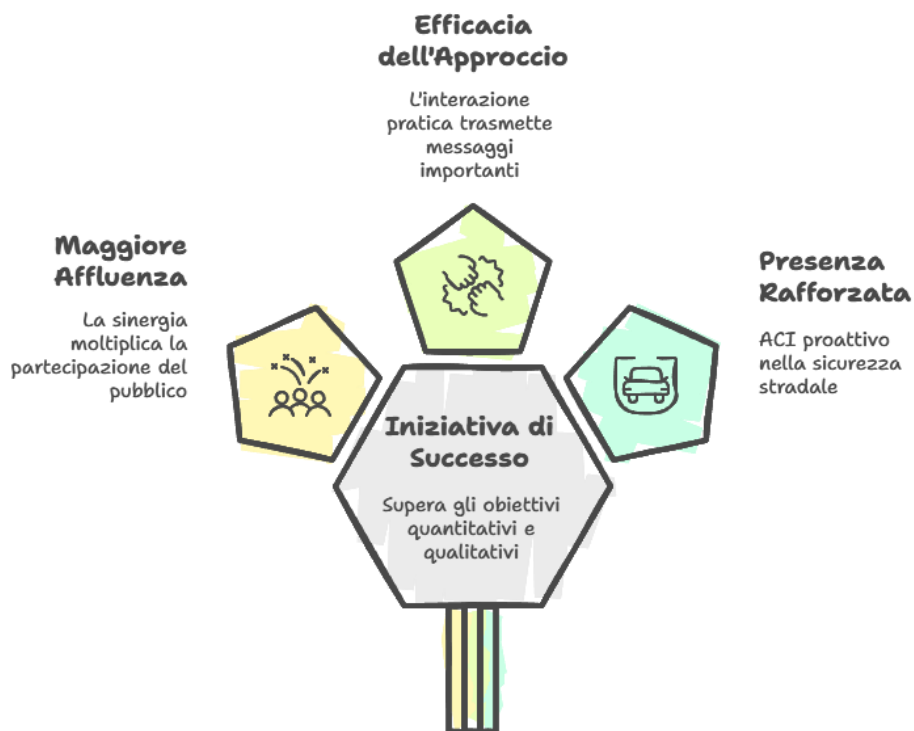 Efficacia
dell'Approccio
L'interazione
pratica trasmette
messaggi
importanti
Maggiore
Affluenza
La sinergia
moltiplica la
partecipazione del
pubblico
Presenza
Rafforzata
ACI proattivo
nella sicurezza
stradale
Iniziativa di
Successo
Supera gli obiettivi
quantitativi e
qualitativi